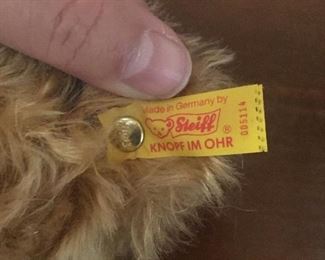 Made in Germany by
Steiff ®
KNOPF IM OHR
005114